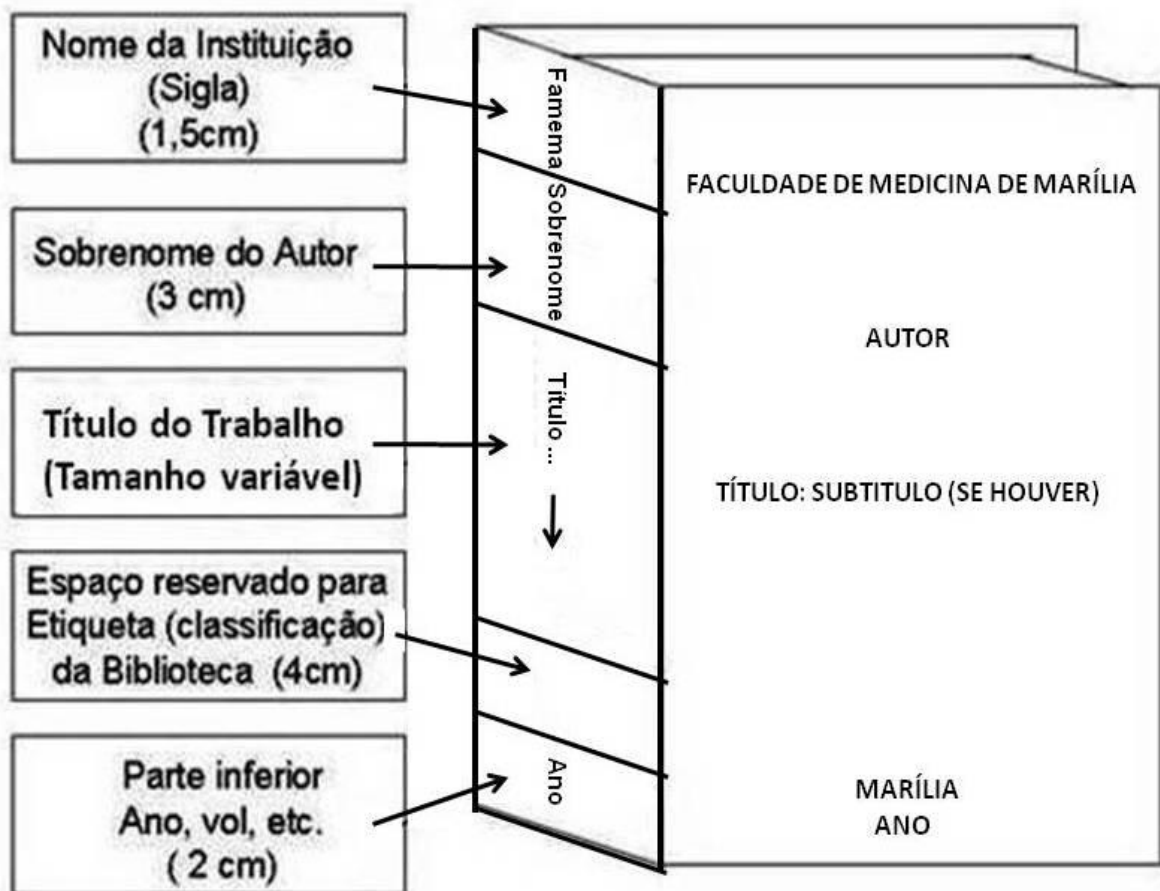 Nome da Instituição
(Sigla)
(1,5cm)
Sobrenome do Autor
(3 cm)
Título do Trabalho
(Tamanho variável)
Espaço reservado para
Etiqueta (classificação)
da Biblioteca (4cm)
Parte inferior
Ano, vol, etc.
( 2 cm)
Famema
Sobrenome
Título ...
Ano
FACULDADE DE MEDICINA DE MARÍLIA
AUTOR
TÍTULO: SUBTITULO (SE HOUVER)
MARÍLIA
ANO